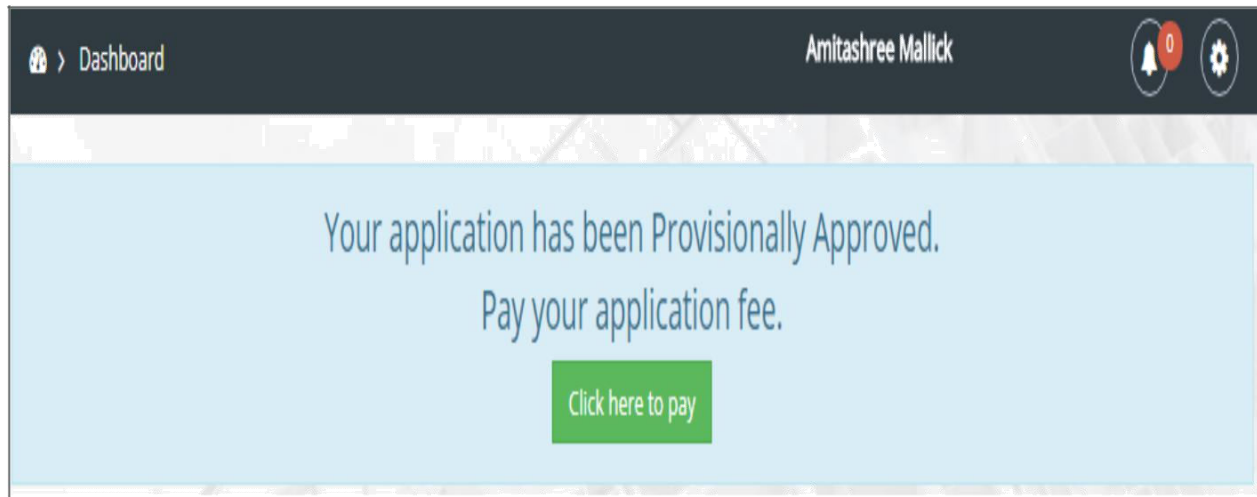 > Dashboard
Amitashree Mallick
0
Your application has been Provisionally Approved.
Pay your application fee.
Click here to pay